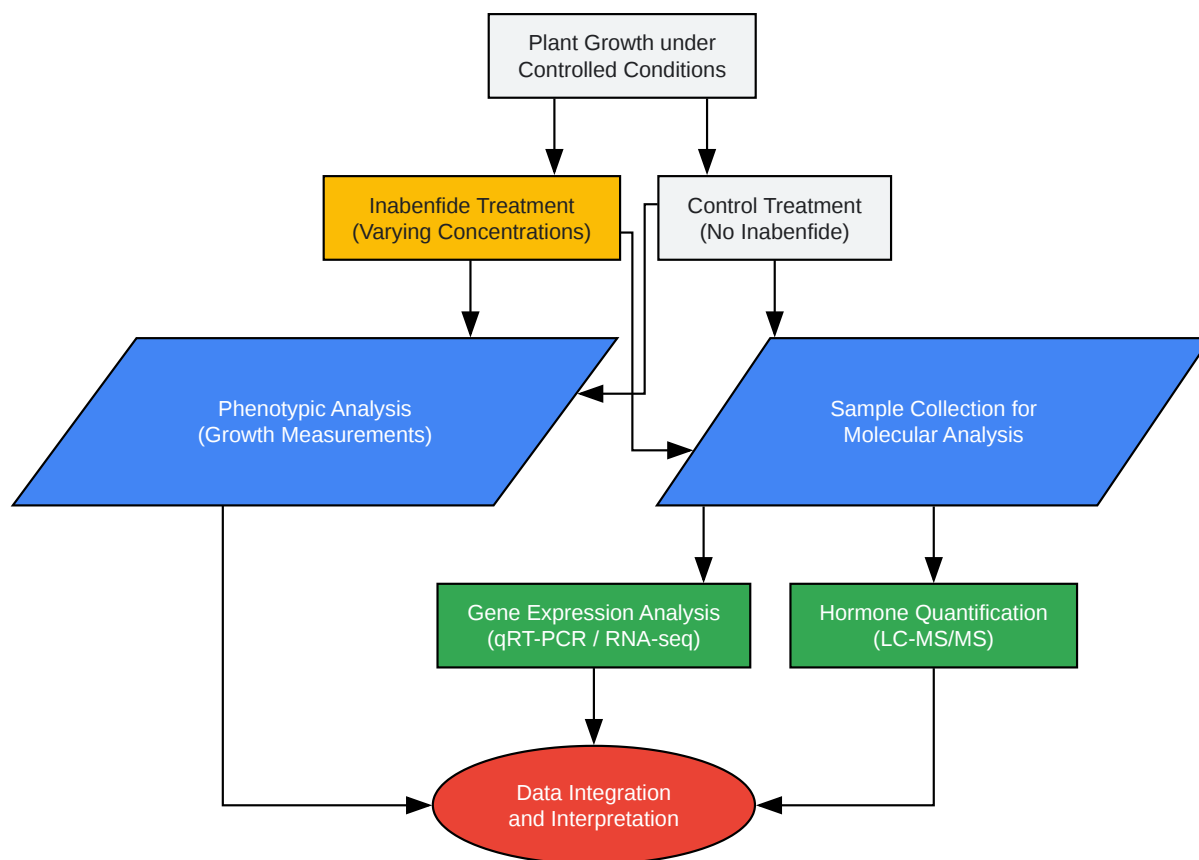 Plant Growth under
Controlled Conditions
Inabenfide Treatment
(Varying Concentrations)
Control Treatment
(No Inabenfide)
Phenotypic Analysis
(Growth Measurements)
Sample Collection for
Molecular Analysis
Gene Expression Analysis
(qRT-PCR / RNA-seq)
Hormone Quantification
(LC-MS/MS)
Data Integration
and Interpretation